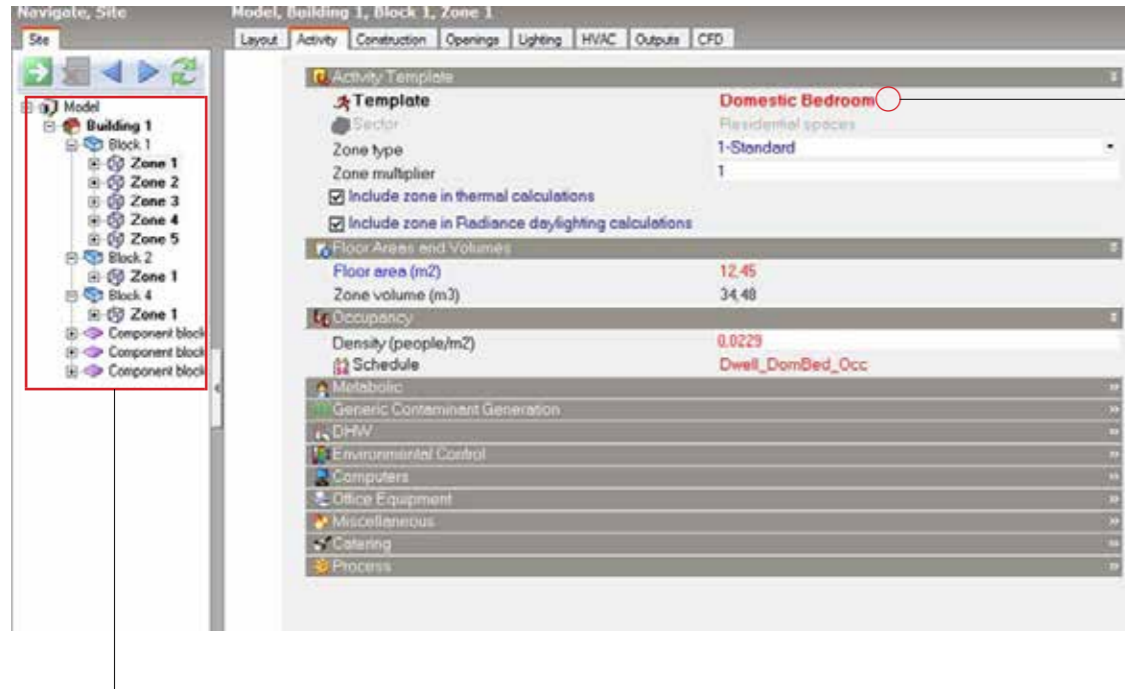 Navigate, Site
Model, Building 1, Block 1, Zone 1
Site
Layout Activity Construction Openings Lighting HVAC Outputs CFD
Model
Building 1
Block 1
Zone 1
Zone 2
Zone 3
Zone 4
Zone 5
Block 2
Zone 1
Block 4
Zone 1
Component block
Component block
Component block
Activity Template
Template Domestic Bedroom
Sector Residential spaces
Zone type 1-Standard
Zone multiplier 1
Include zone in thermal calculations
Include zone in Radiance daylighting calculations
Floor Areas and Volumes
Floor area (m2) 12,45
Zone volume (m3) 34,48
Occupancy
Density (people/m2) 0,0229
Schedule Dwell_DomBed_Occ
Metabolic
Generic Contaminant Generation
DHW
Environmental Control
Computers
Office Equipment
Miscellaneous
Catering
Process